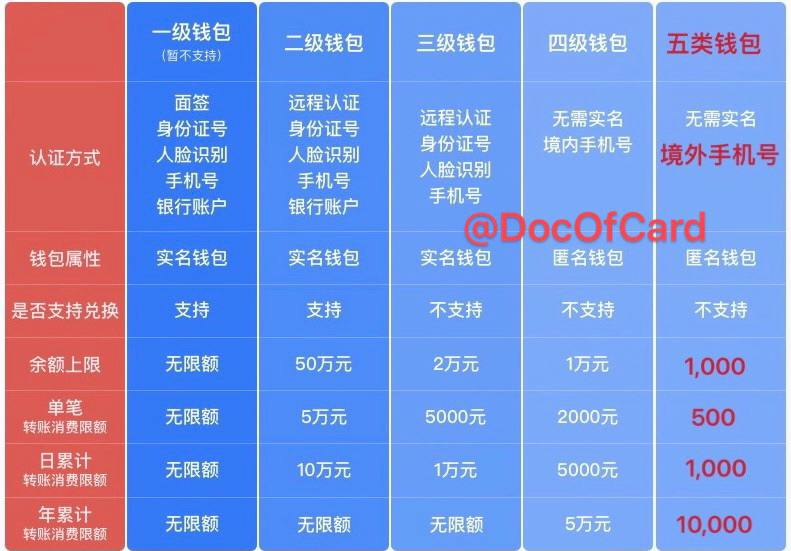 一级钱包
（暂不支持）
二级钱包
三级钱包
四级钱包
五类钱包
认证方式
面签
身份证号
人脸识别
手机号
银行账户
远程认证
身份证号
人脸识别
手机号
银行账户
远程认证
身份证号
人脸识别
手机号
无需实名
境内手机号
无需实名
境外手机号
@DocOfCard
钱包属性
实名钱包
实名钱包
实名钱包
匿名钱包
匿名钱包
是否支持兑换
支持
支持
不支持
不支持
不支持
余额上限
无限额
50万元
2万元
1万元
1,000
单笔
转账消费限额
无限额
5万元
5000元
2000元
500
日累计
转账消费限额
无限额
10万元
1万元
5000元
1,000
年累计
转账消费限额
无限额
无限额
无限额
5万元
10,000